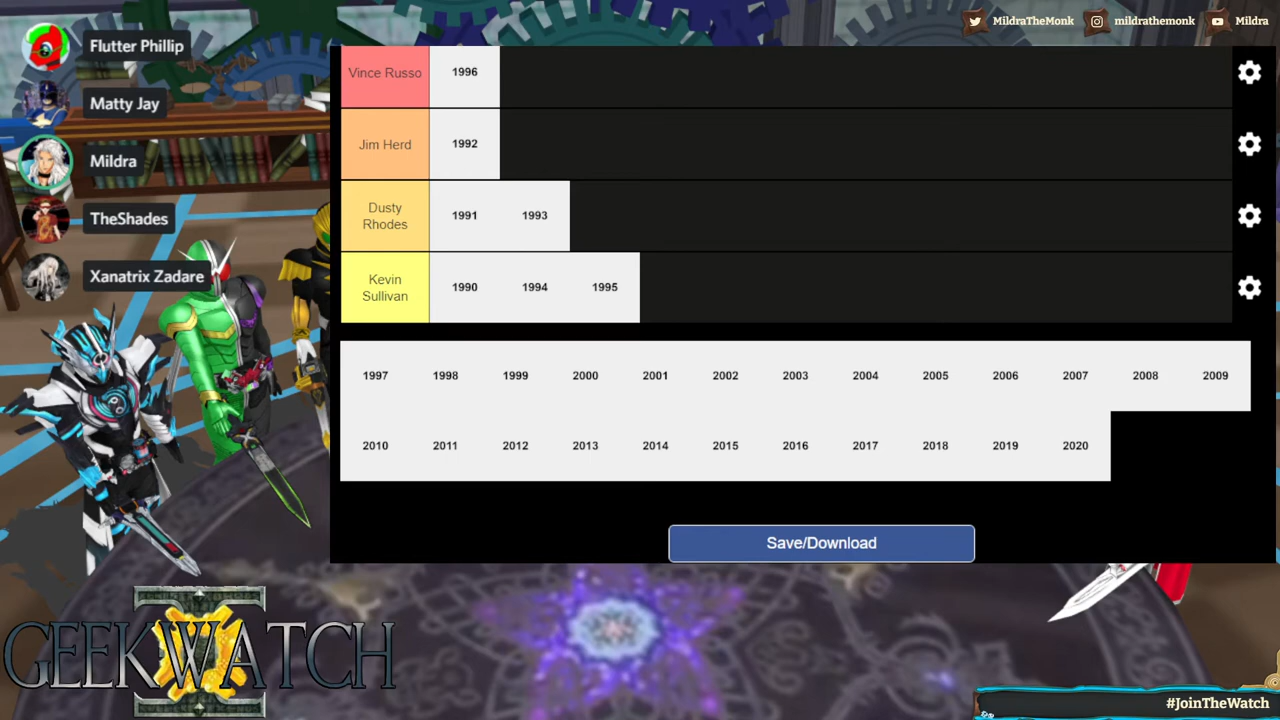 MildraTheMonk mildrathemonk Mildra
Flutter Phillip
Matty Jay
Mildra
TheShades
Xanatrix Zadare
Vince Russo 1996
Jim Herd 1992
Dusty
Rhodes
1991 1993
Kevin
Sullivan
1990 1994 1995
1997 1998 1999 2000 2001 2002 2003 2004 2005 2006 2007 2008 2009
2010 2011 2012 2013 2014 2015 2016 2017 2018 2019 2020
Save/Download
GEEKWATCH
#JoinTheWatch